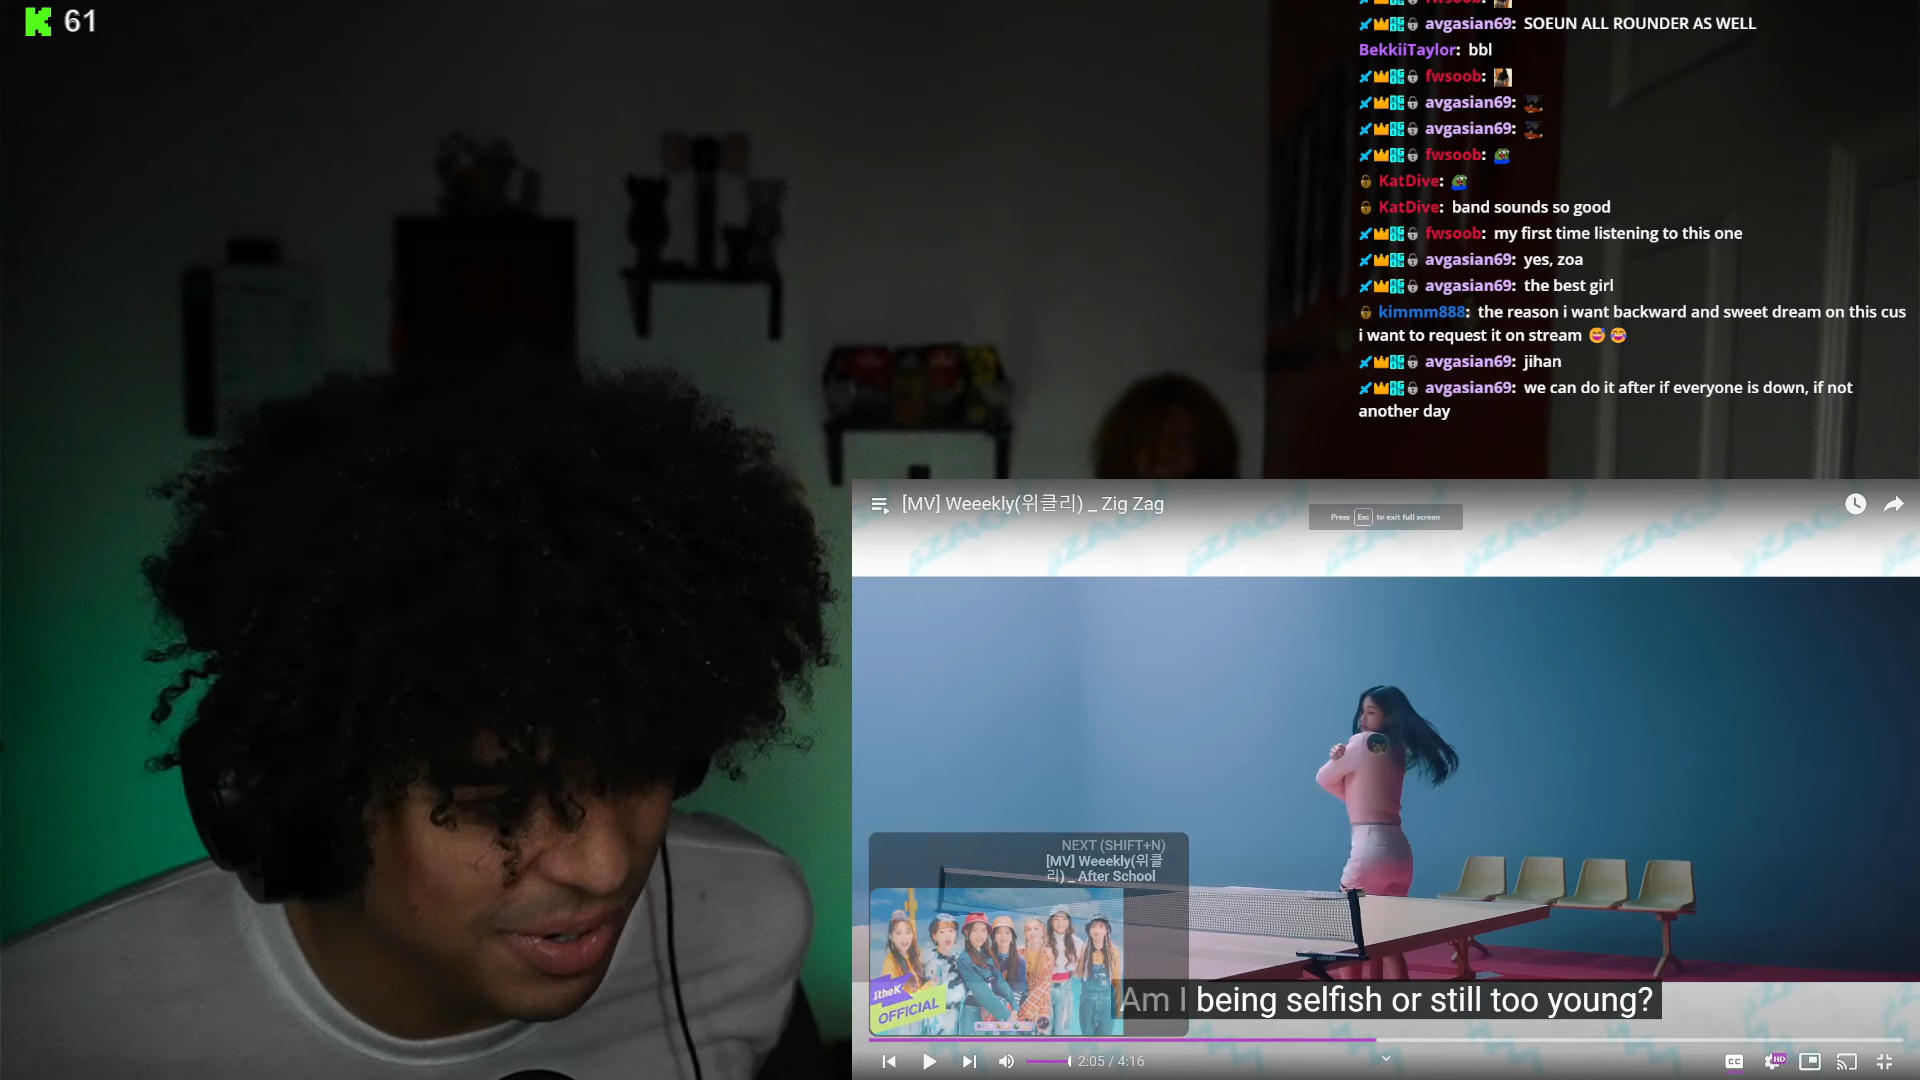 61
avgasian69: SOEUN ALL ROUNDER AS WELL
BekkiiTaylor: bbl
fwsoob:
avgasian69:
avgasian69:
fwsoob:
KatDive:
KatDive: band sounds so good
fwsoob: my first time listening to this one
avgasian69: yes, zoa
avgasian69: the best girl
kimmm888: the reason i want backward and sweet dream on this cus
i want to request it on stream 😅 😂
avgasian69: jihan
avgasian69: we can do it after if everyone is down, if not
another day
[MV] Weeekly(위클리) _ Zig Zag
Press Esc to exit full screen
NEXT (SHIFT+N)
[MV] Weeekly(위클
리) _ After School
1theK
OFFICIAL
Am I being selfish or still too young?
2:05 / 4:16
CC
HD